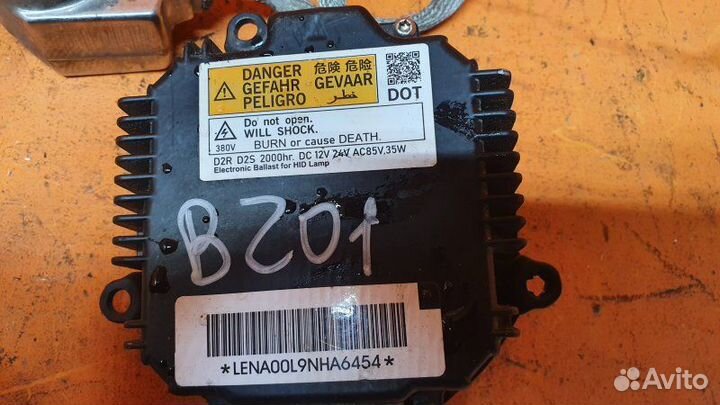 DANGER 危険 危险
GEFAHR GEVAAR
PELIGRO خطر
DOT
Do not open.
WILL SHOCK.
380V
BURN or cause DEATH.
D2R D2S 2000hr. DC 12V 24V AC85V,35W
Electronic Ballast for HID Lamp
BZ01
*LENA00L9NHA6454*
Avito